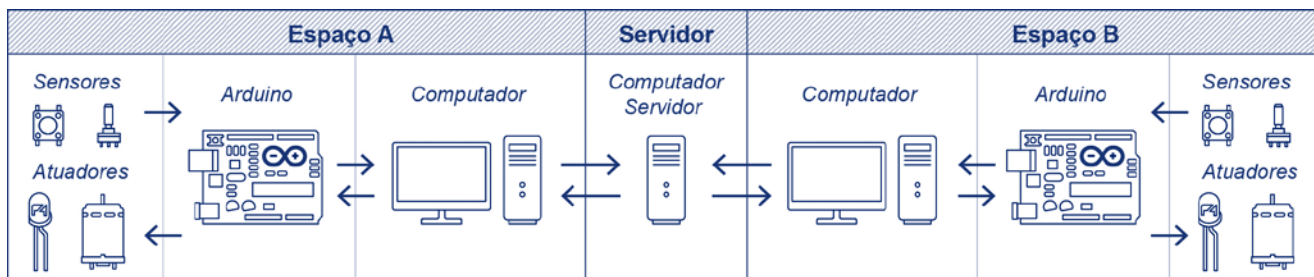 Espaço A
Servidor
Espaço B
Sensores
Arduino
Computador
Computador
Servidor
Computador
Arduino
Sensores
Atuadores
Atuadores